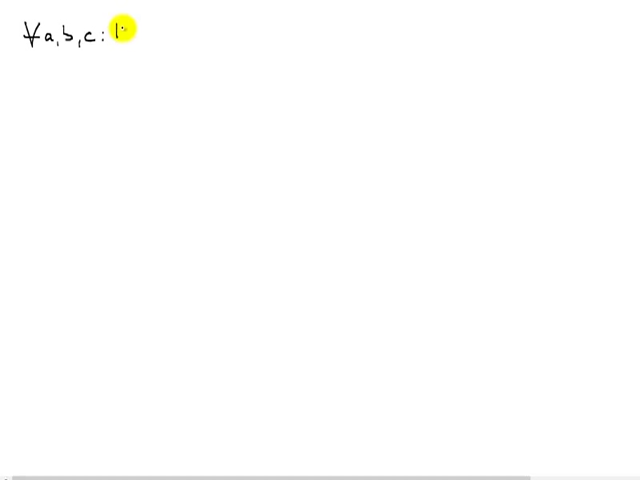 ∀ a, b, c :